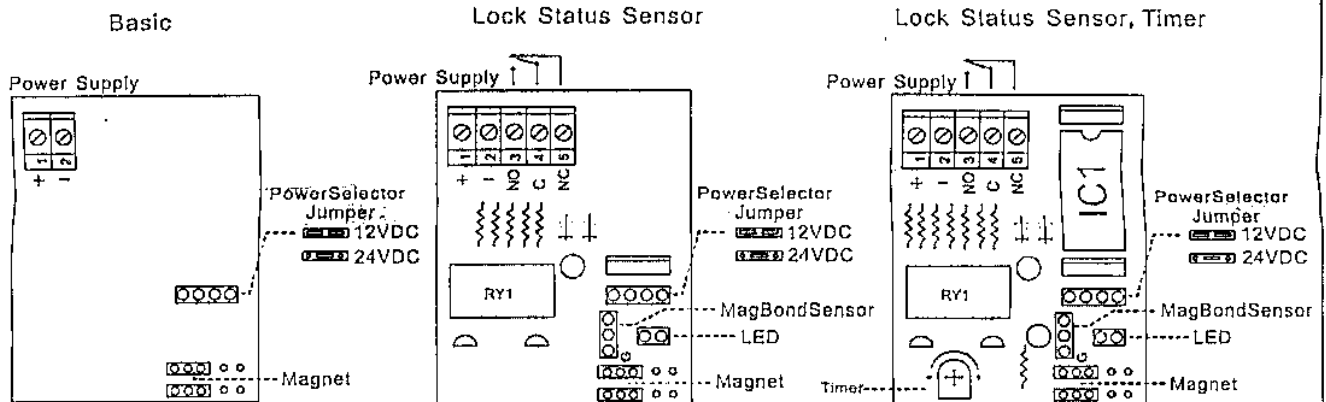 Basic
Power Supply
1 2
+ −
PowerSelector
Jumper
12VDC
24VDC
Magnet
Lock Status Sensor
Power Supply
1 2 3 4 5
+ − NO C NC
RY1
PowerSelector
Jumper
12VDC
24VDC
MagBondSensor
LED
G
Magnet
Lock Status Sensor, Timer
Power Supply
1 2 3 4 5
+ − NO C NC
IC1
RY1
PowerSelector
Jumper
12VDC
24VDC
MagBondSensor
LED
G
Timer
Magnet